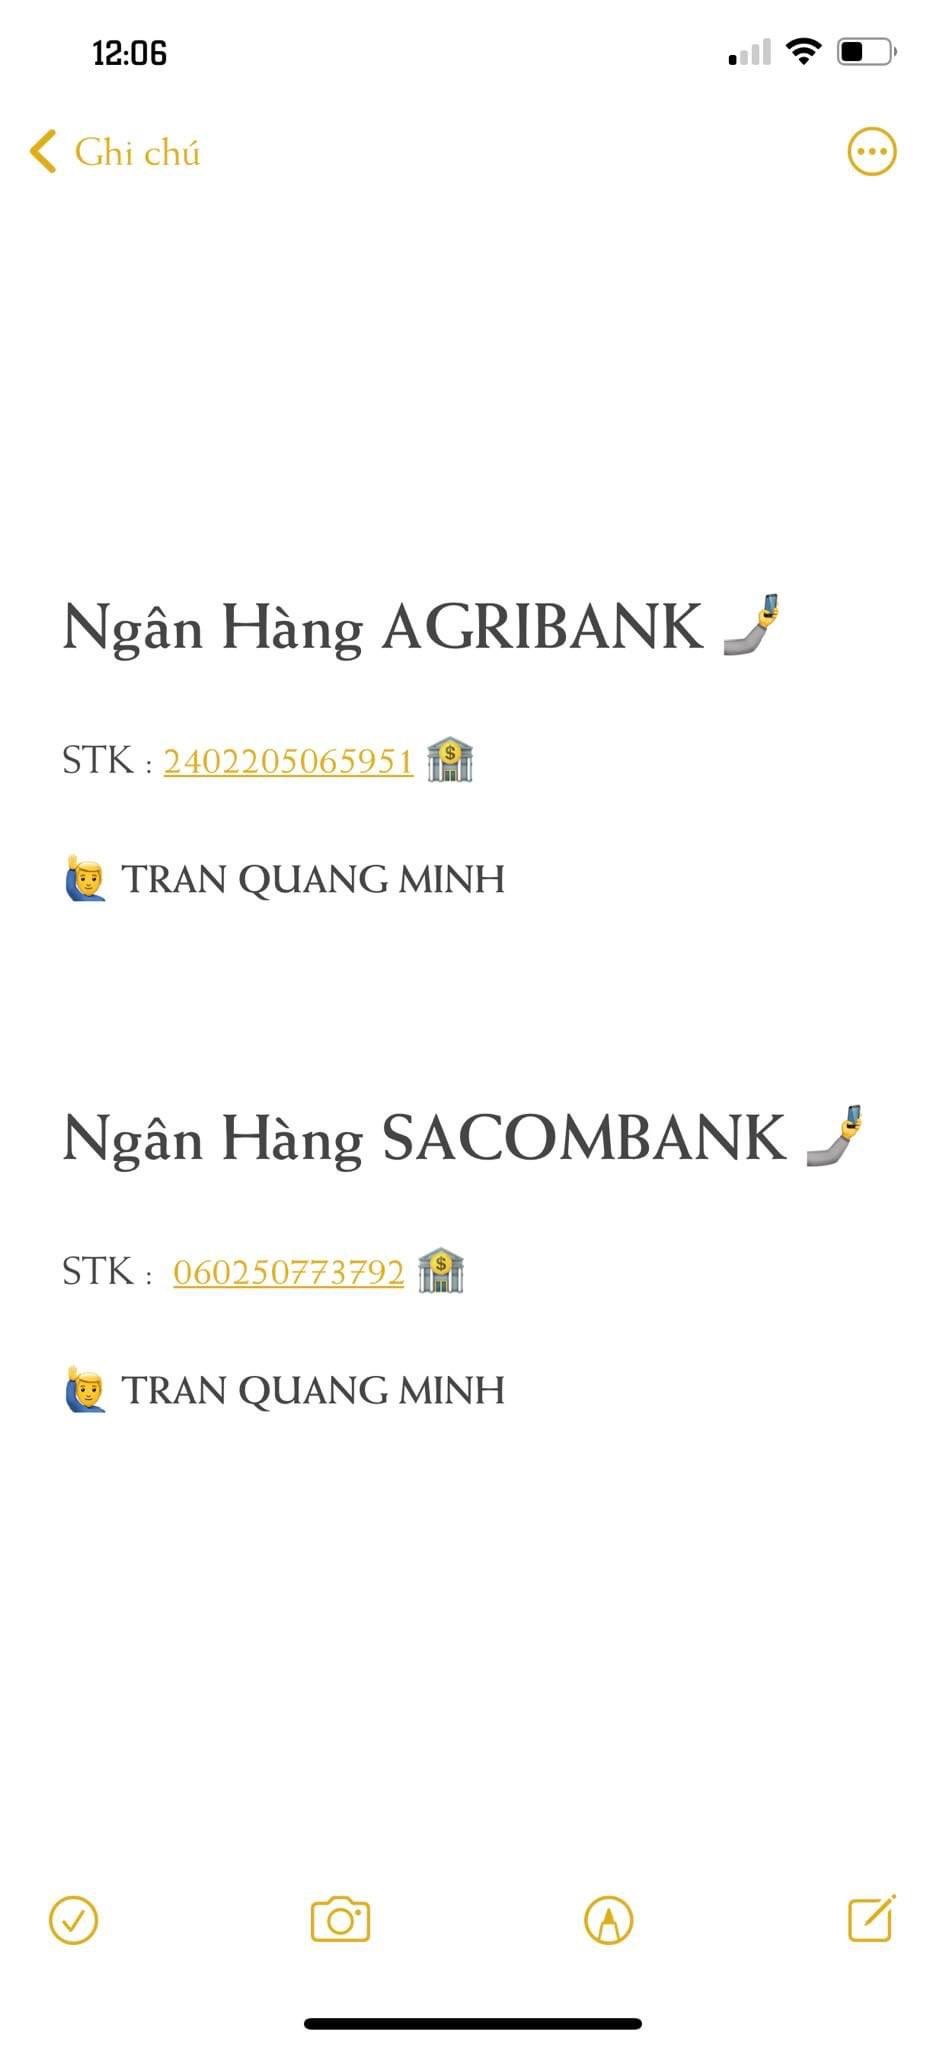 12:06
Ghi chú
Ngân Hàng AGRIBANK 🤳
STK : 2402205065951 🏦
🙋‍♂️ TRAN QUANG MINH
Ngân Hàng SACOMBANK 🤳
STK : 060250773792 🏦
🙋‍♂️ TRAN QUANG MINH